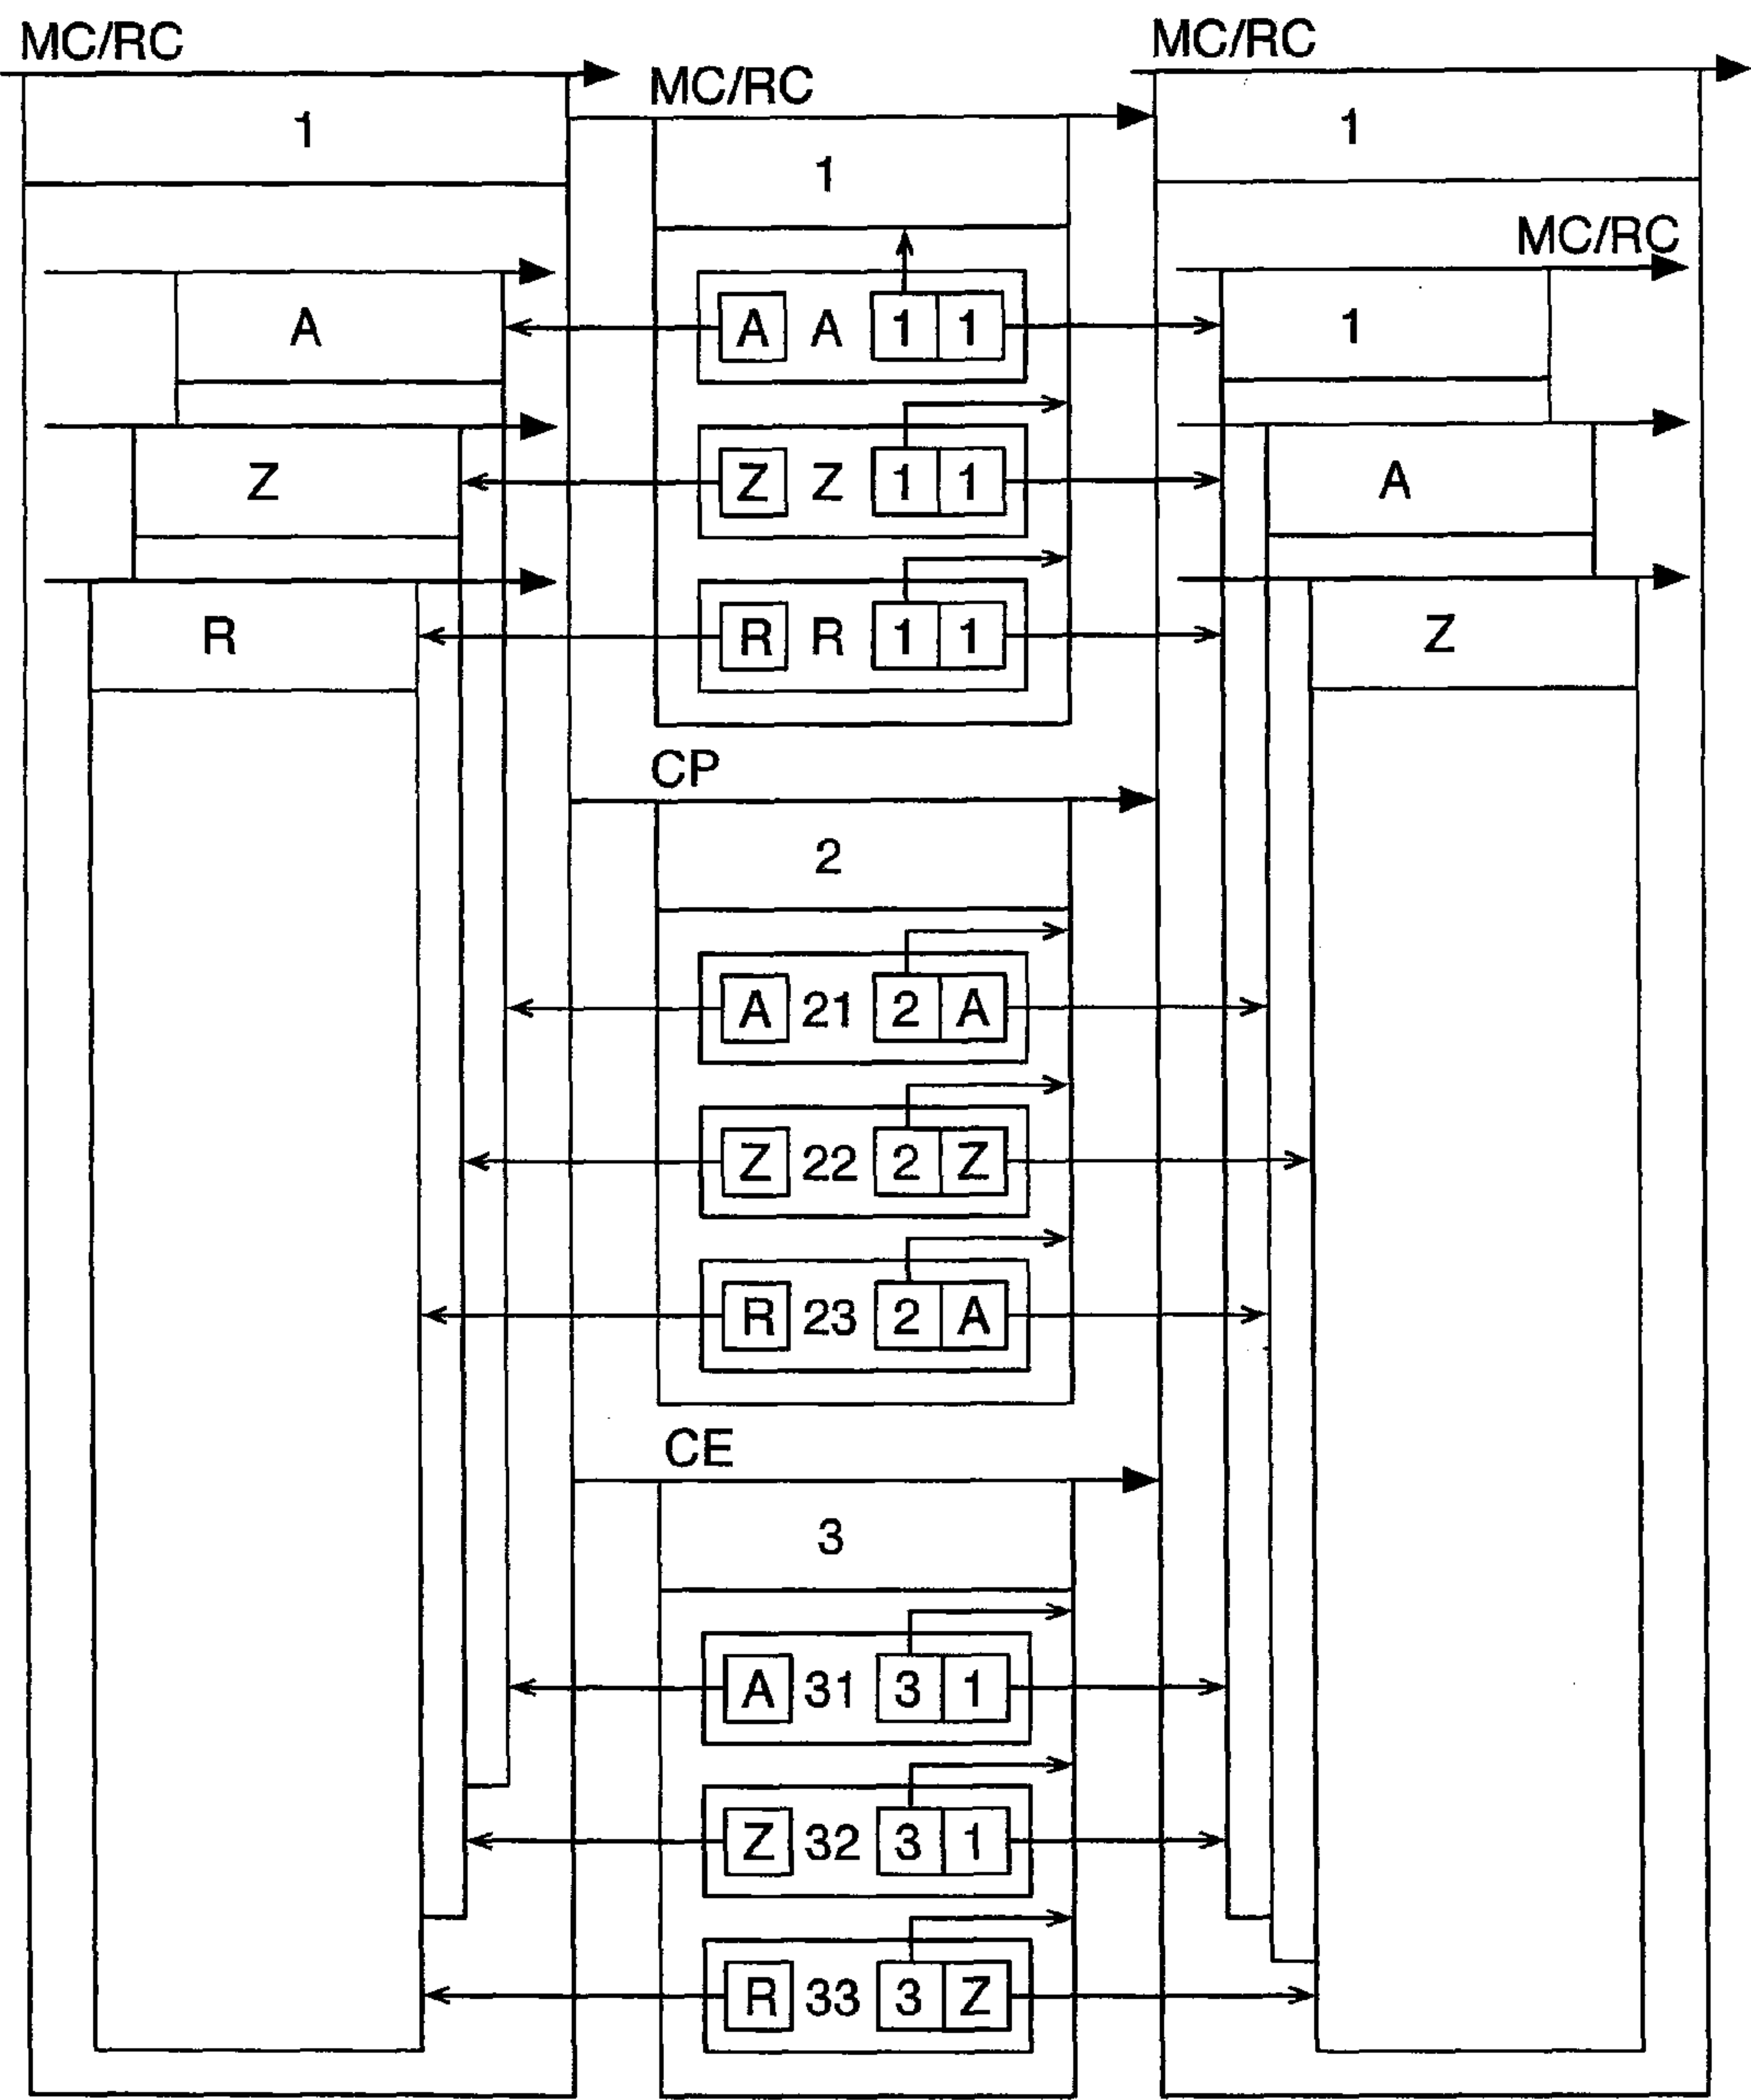 MC/RC
MC/RC
MC/RC
1
1
1
MC/RC
A
A A 1 1
1
Z
Z Z 1 1
A
R
R R 1 1
Z
CP
2
A 21 2 A
Z 22 2 Z
R 23 2 A
CE
3
A 31 3 1
Z 32 3 1
R 33 3 Z